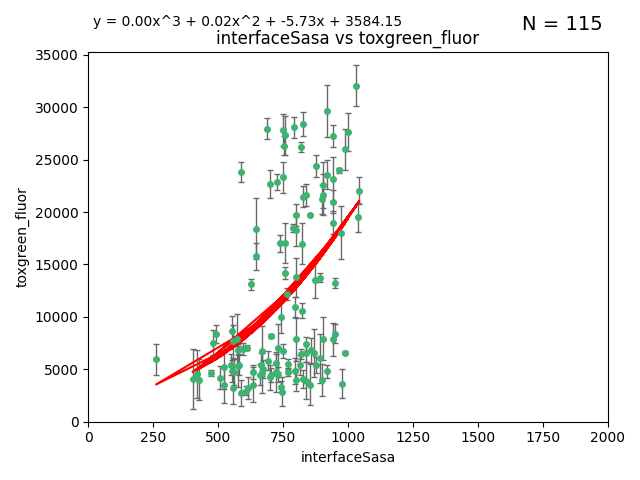 y = 0.00x^3 + 0.02x^2 + -5.73x + 3584.15
N = 115
interfaceSasa vs toxgreen_fluor
35000
30000
25000
20000
15000
10000
5000
0
toxgreen_fluor
0 250 500 750 1000 1250 1500 1750 2000
interfaceSasa